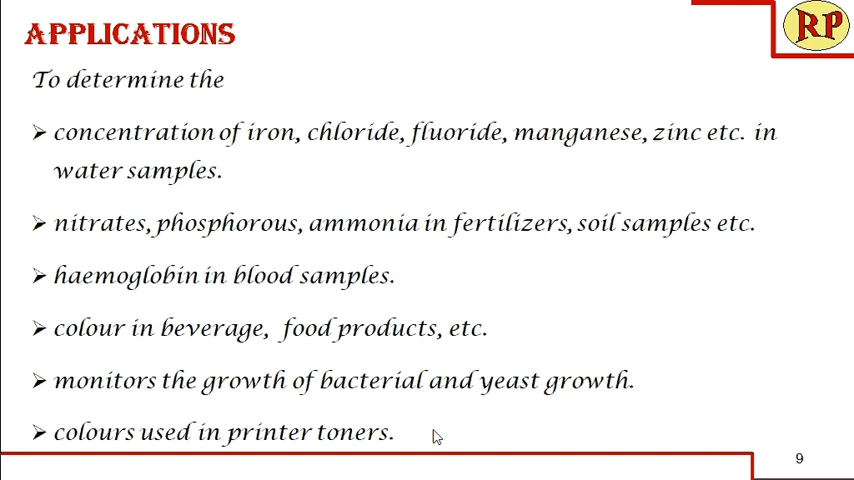 APPLICATIONS
RP
To determine the
➢ concentration of iron, chloride, fluoride, manganese, zinc etc. in
water samples.
➢ nitrates, phosphorous, ammonia in fertilizers, soil samples etc.
➢ haemoglobin in blood samples.
➢ colour in beverage, food products, etc.
➢ monitors the growth of bacterial and yeast growth.
➢ colours used in printer toners.
9